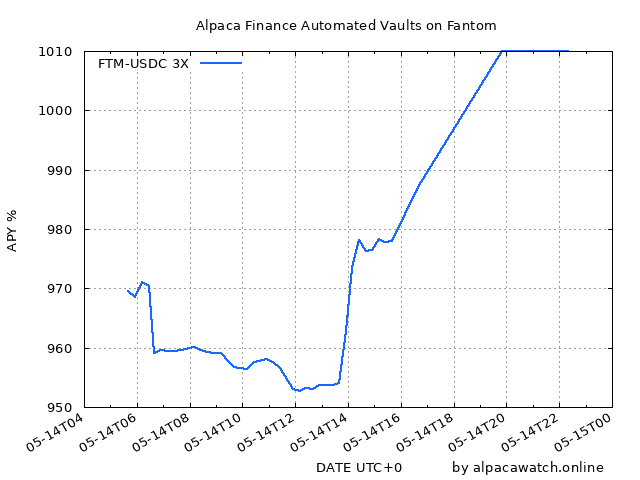 Alpaca Finance Automated Vaults on Fantom
FTM-USDC 3X
APY %
1010
1000
990
980
970
960
950
05-14T04
05-14T06
05-14T08
05-14T10
05-14T12
05-14T14
05-14T16
05-14T18
05-14T20
05-14T22
05-15T00
DATE UTC+0
by alpacawatch.online